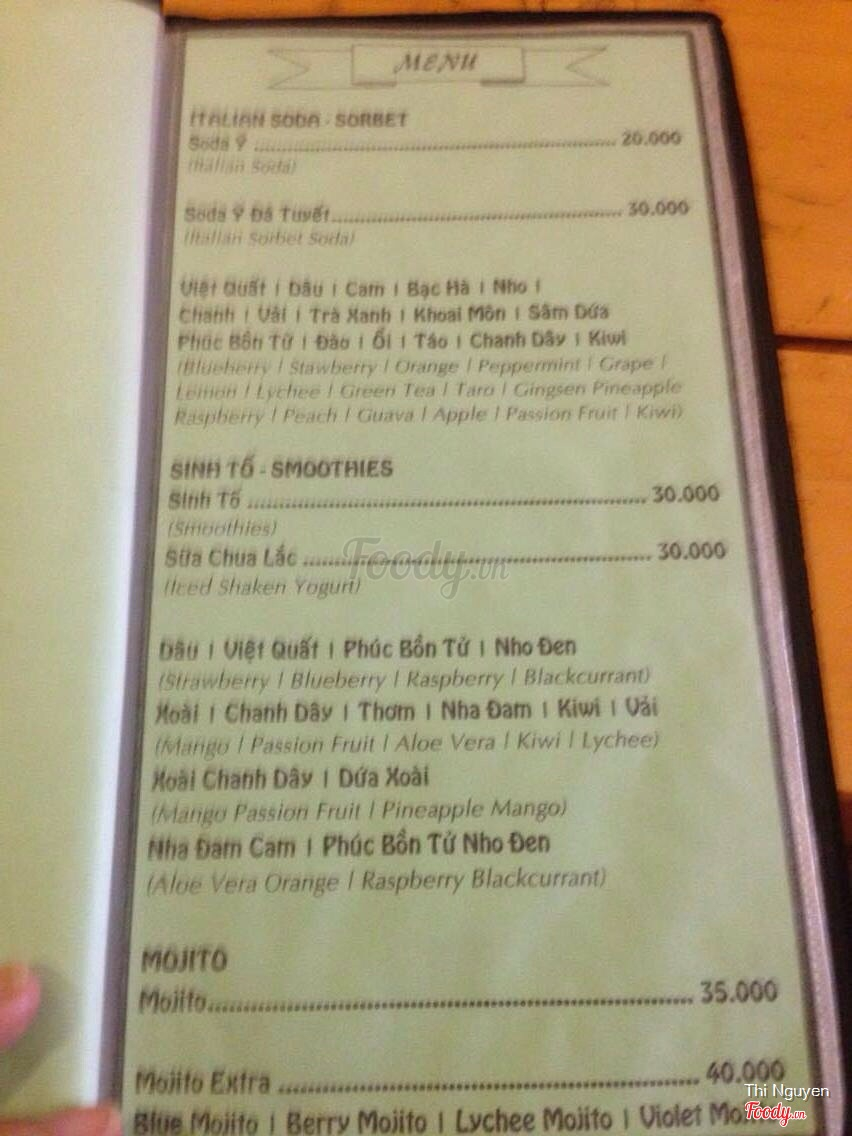 MENU
ITALIAN SODA - SORBET
Soda Ý ........ 20.000
(Italian Soda)
Soda Ý Đá Tuyết ........ 30.000
(Italian Sorbet Soda)
Việt Quất | Dâu | Cam | Bạc Hà | Nho |
Chanh | Vải | Trà Xanh | Khoai Môn | Sâm Dứa
Phúc Bồn Tử | Đào | Ổi | Táo | Chanh Dây | Kiwi
(Blueberry | Stawberry | Orange | Peppermint | Grape |
Lemon | Lychee | Green Tea | Taro | Gingsen Pineapple
Raspberry | Peach | Guava | Apple | Passion Fruit | Kiwi)
SINH TỐ - SMOOTHIES
Sinh Tố ........ 30.000
(Smoothies)
Sữa Chua Lắc ........ 30.000
(Iced Shaken Yogurt)
Foody.vn
Dâu | Việt Quất | Phúc Bồn Tử | Nho Đen
(Strawberry | Blueberry | Raspberry | Blackcurrant)
Xoài | Chanh Dây | Thơm | Nha Đam | Kiwi | Vải
(Mango | Passion Fruit | Aloe Vera | Kiwi | Lychee)
Xoài Chanh Dây | Dứa Xoài
(Mango Passion Fruit | Pineapple Mango)
Nha Đam Cam | Phúc Bồn Tử Nho Đen
(Aloe Vera Orange | Raspberry Blackcurrant)
MOJITO
Mojito ........ 35.000
Mojito Extra ........ 40.000
Blue Mojito | Berry Mojito | Lychee Mojito | Violet Mojito
Thi Nguyen
Foody.vn